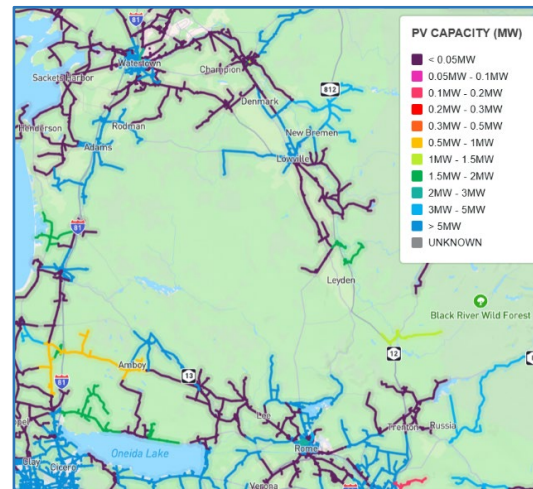 81
Watertown
Sackets Harbor
Champion
812
Denmark
Henderson
Rodman
New Bremen
Adams
Lowville
81
Leyden
Black River Wild Forest
12
Amboy
81
13
Lee
Trenton
Russia
Oneida Lake
Rome
Clay
Cicero
Verona
PV CAPACITY (MW)
< 0.05MW
0.05MW - 0.1MW
0.1MW - 0.2MW
0.2MW - 0.3MW
0.3MW - 0.5MW
0.5MW - 1MW
1MW - 1.5MW
1.5MW - 2MW
2MW - 3MW
3MW - 5MW
> 5MW
UNKNOWN